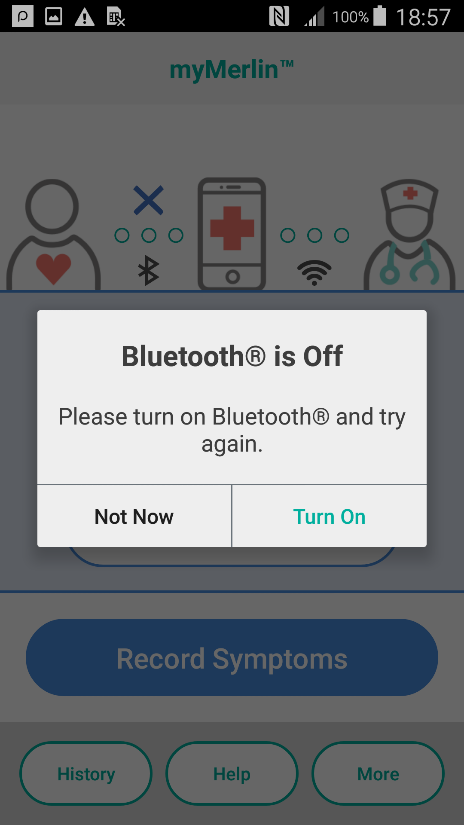 100% 18:57
myMerlin™
Bluetooth® is Off
Please turn on Bluetooth® and try
again.
Not Now Turn On
Record Symptoms
History Help More